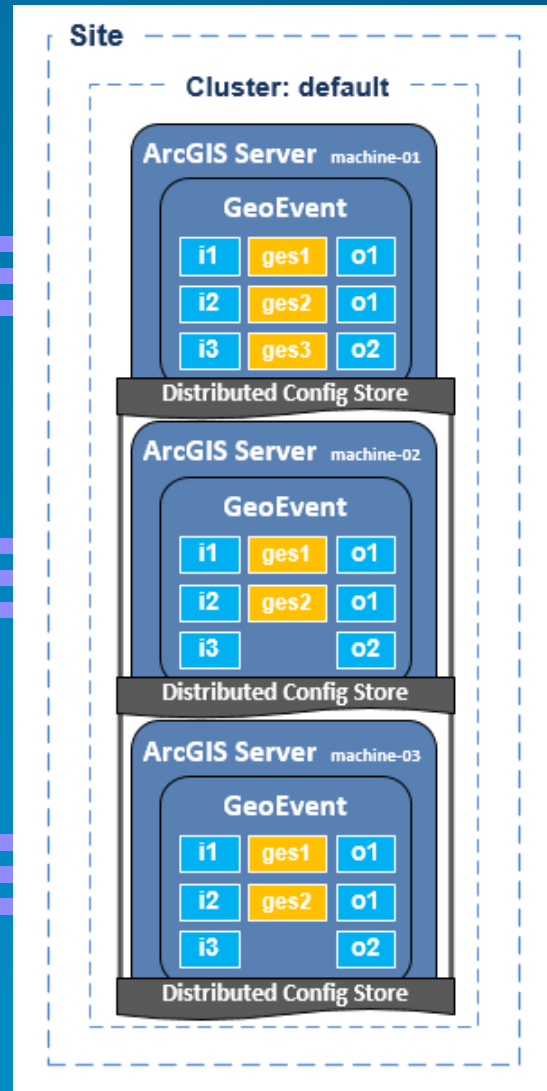 Site
Cluster: default
ArcGIS Server machine-01
GeoEvent
i1 ges1 o1
i2 ges2 o1
i3 ges3 o2
Distributed Config Store
ArcGIS Server machine-02
GeoEvent
i1 ges1 o1
i2 ges2 o1
i3 o2
Distributed Config Store
ArcGIS Server machine-03
GeoEvent
i1 ges1 o1
i2 ges2 o1
i3 o2
Distributed Config Store